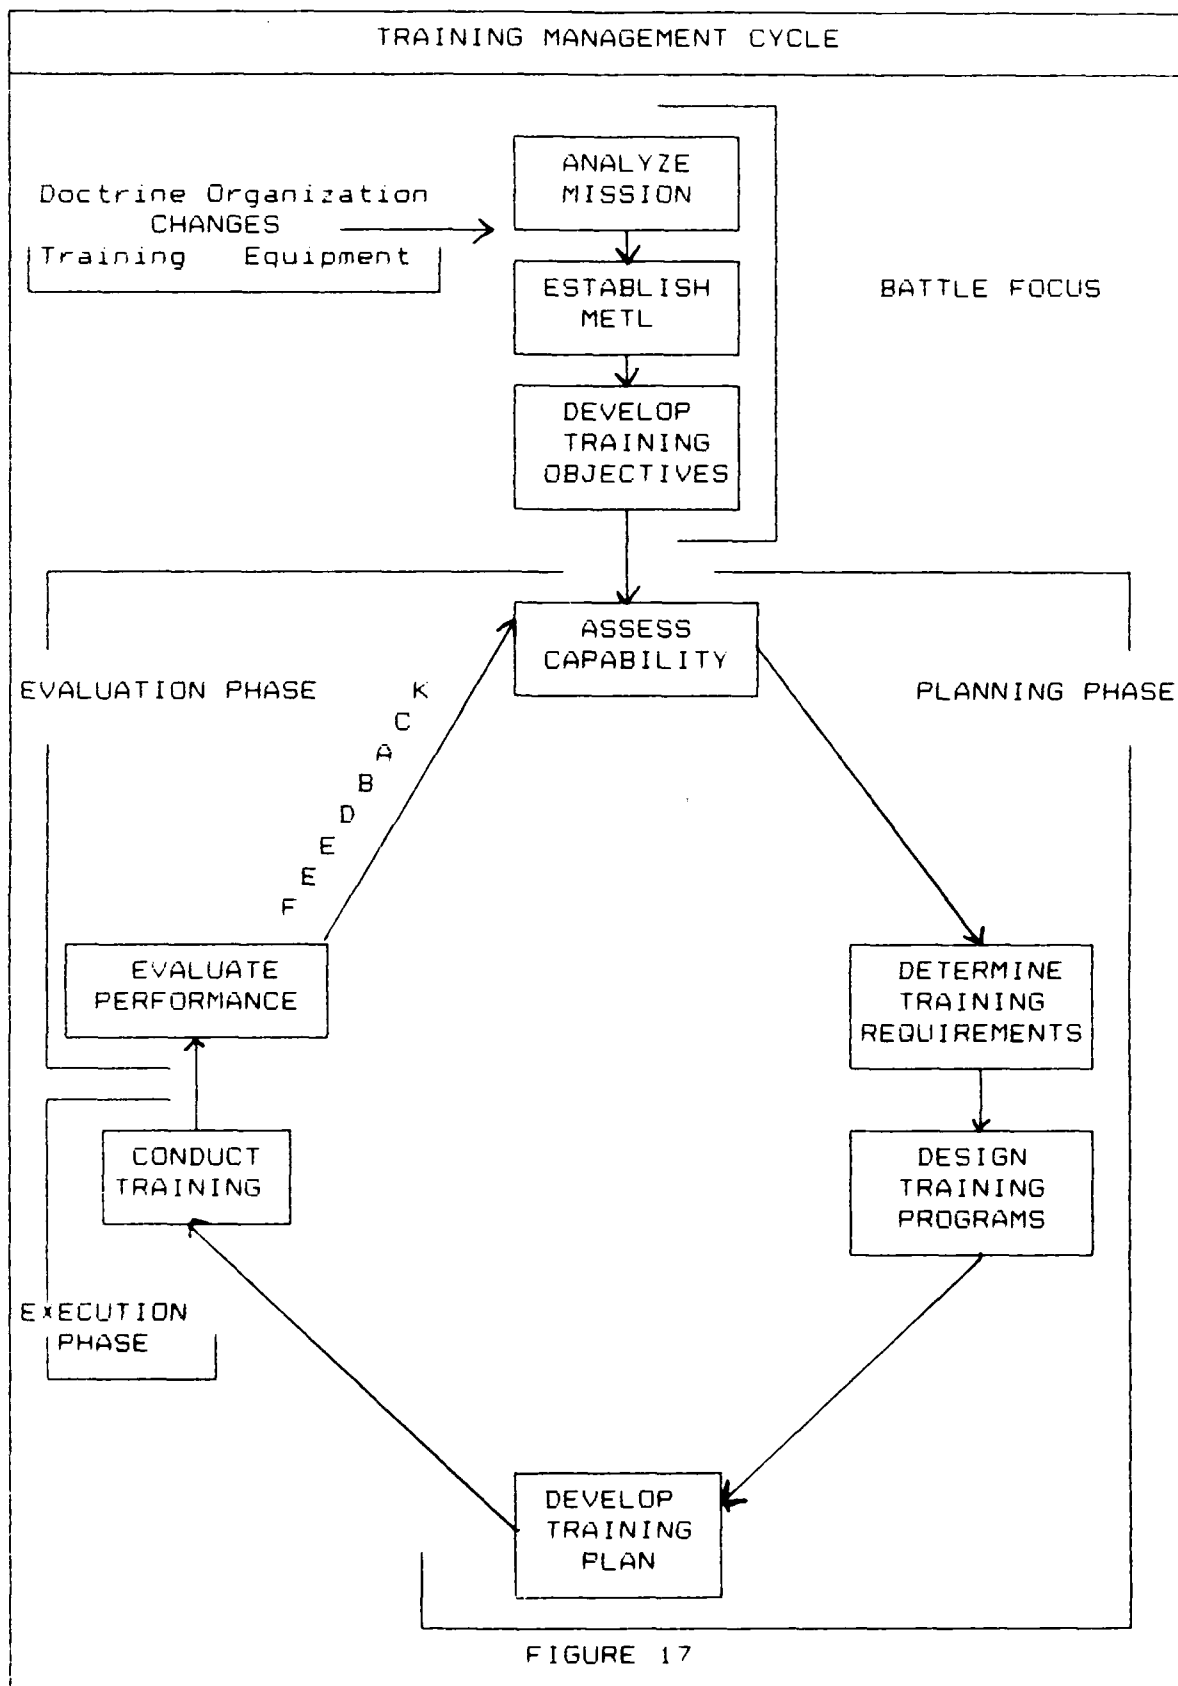 TRAINING MANAGEMENT CYCLE
ANALYZE
MISSION
Doctrine Organization
CHANGES
Training Equipment
ESTABLISH
METL
BATTLE FOCUS
DEVELOP
TRAINING
OBJECTIVES
ASSESS
CAPABILITY
EVALUATION PHASE
PLANNING PHASE
FEEDBACK
EVALUATE
PERFORMANCE
DETERMINE
TRAINING
REQUIREMENTS
CONDUCT
TRAINING
DESIGN
TRAINING
PROGRAMS
EXECUTION
PHASE
DEVELOP
TRAINING
PLAN
FIGURE 17